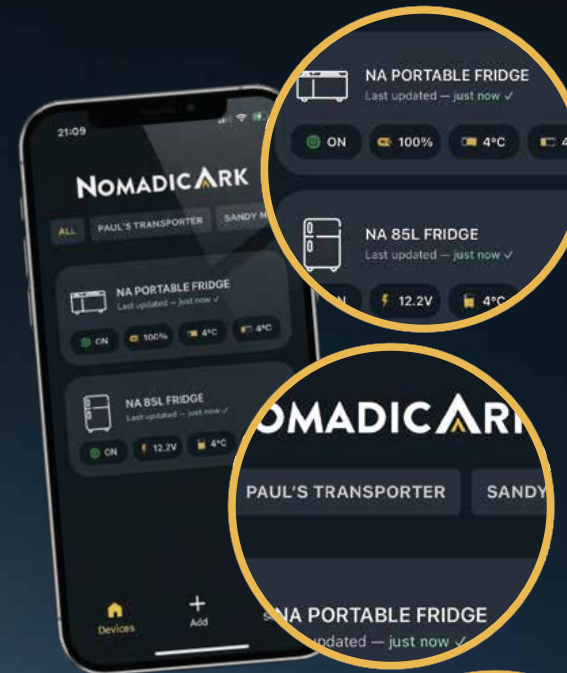 21:09
NOMADICARK
ALL PAUL'S TRANSPORTER SANDY M
NA PORTABLE FRIDGE
Last updated — just now ✓
ON 100% 4°C 4°C
NA 85L FRIDGE
Last updated — just now ✓
ON 12.2V 4°C
Devices
Add
NA PORTABLE FRIDGE
Last updated — just now ✓
ON 100% 4°C 4
NA 85L FRIDGE
Last updated — just now ✓
12.2V 4°C
OMADICAR
PAUL'S TRANSPORTER SANDY
NA PORTABLE FRIDGE
pdated — just now ✓